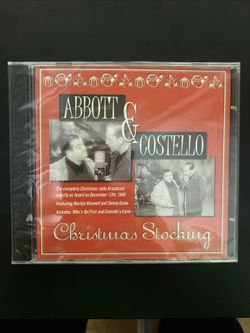 ABBOTT
&
COSTELLO
The complete Christmas radio broadcast
exactly as heard on December 12th, 1946
Featuring Marilyn Maxwell and Skinny Ennis
Includes: Who's On First and Costello's Farm
Christmas Stocking